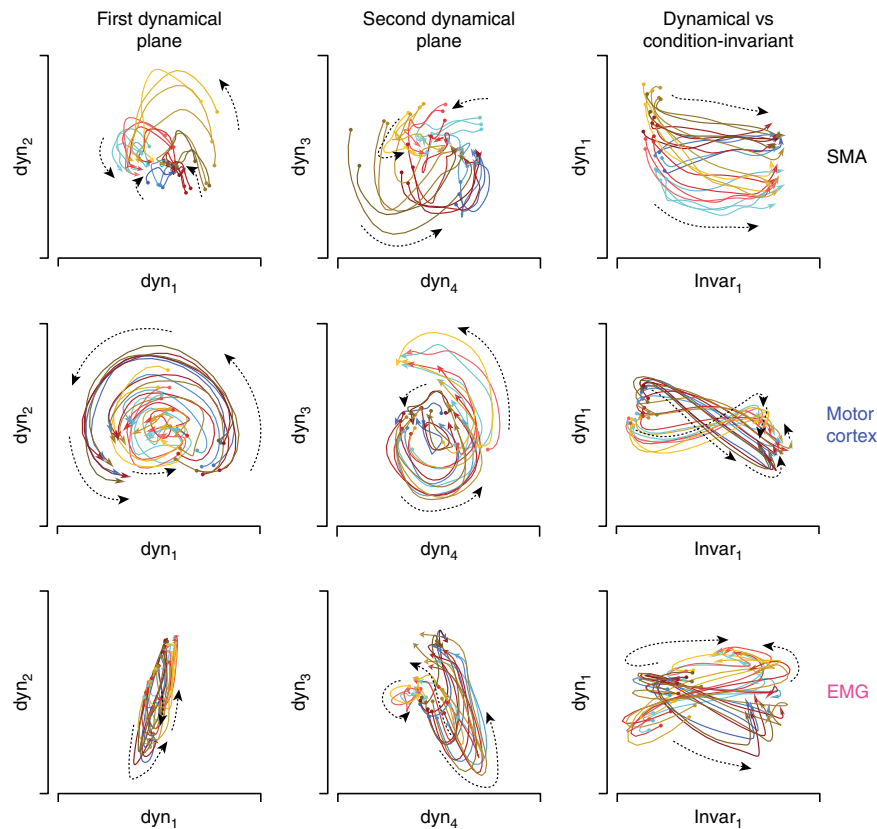 First dynamical
plane
Second dynamical
plane
Dynamical vs
condition-invariant
dyn₂
dyn₁
dyn₃
dyn₄
dyn₁
Invar₁
SMA
dyn₂
dyn₁
dyn₃
dyn₄
dyn₁
Invar₁
Motor
cortex
dyn₂
dyn₁
dyn₃
dyn₄
dyn₁
Invar₁
EMG